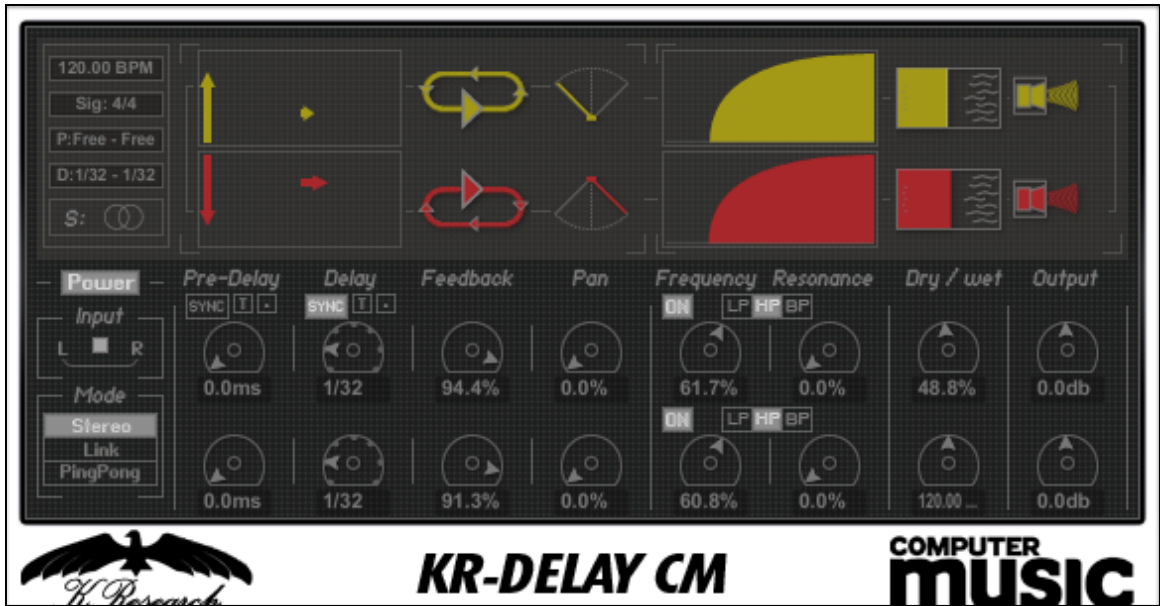 120.00 BPM
Sig: 4/4
P:Free - Free
D:1/32 - 1/32
S:
Power
Pre-Delay Delay Feedback Pan Frequency Resonance Dry / wet Output
SYNC T . SYNC T . ON LP HP BP
Input
L R
0.0ms 1/32 94.4% 0.0% 61.7% 0.0% 48.8% 0.0db
Mode
ON LP HP BP
Stereo
Link
PingPong
0.0ms 1/32 91.3% 0.0% 60.8% 0.0% 120.00 ... 0.0db
K Research
KR-DELAY CM
COMPUTER
music